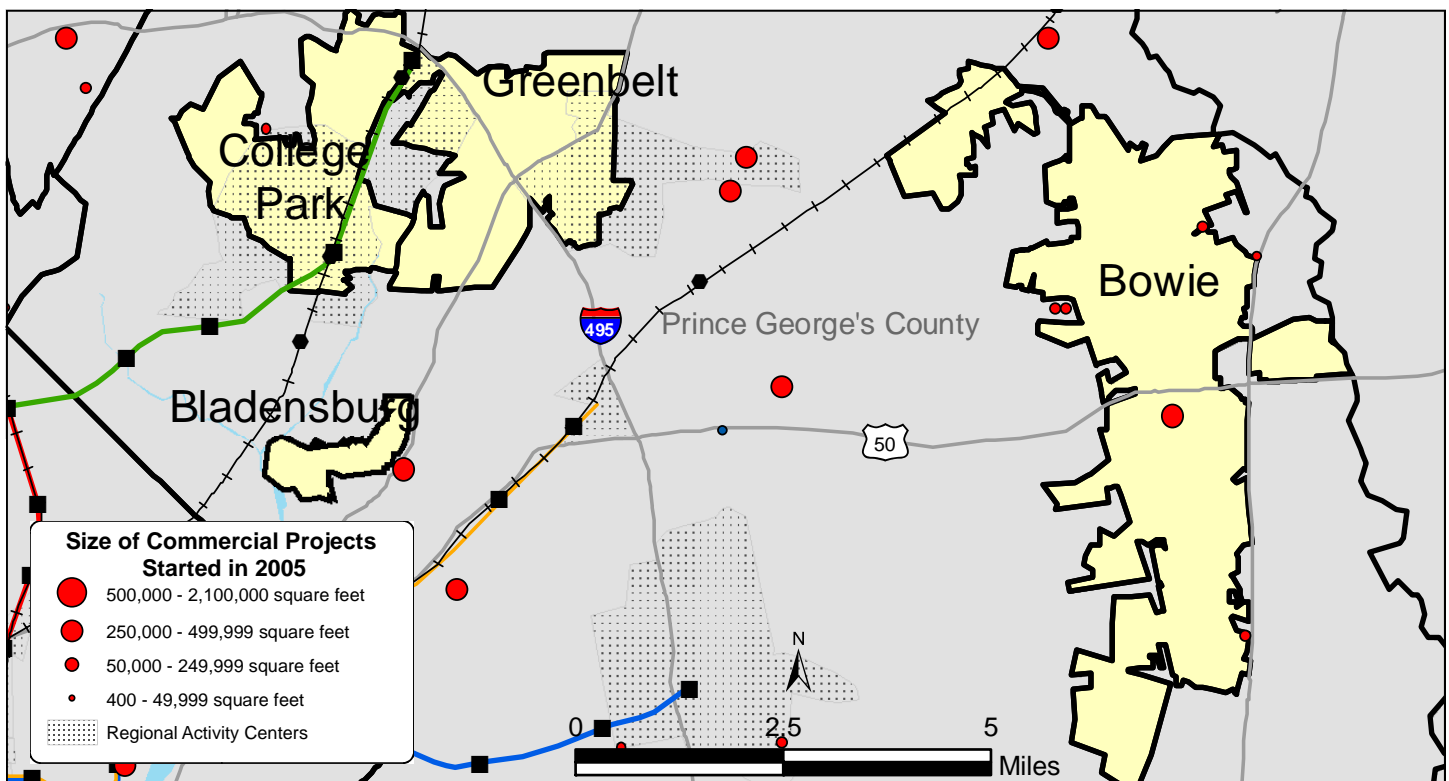 Greenbelt
College
Park
Bowie
495
Prince George's County
Bladensburg
50
Size of Commercial Projects
Started in 2005
500,000 - 2,100,000 square feet
250,000 - 499,999 square feet
50,000 - 249,999 square feet
400 - 49,999 square feet
Regional Activity Centers
N
0 2.5 5
Miles